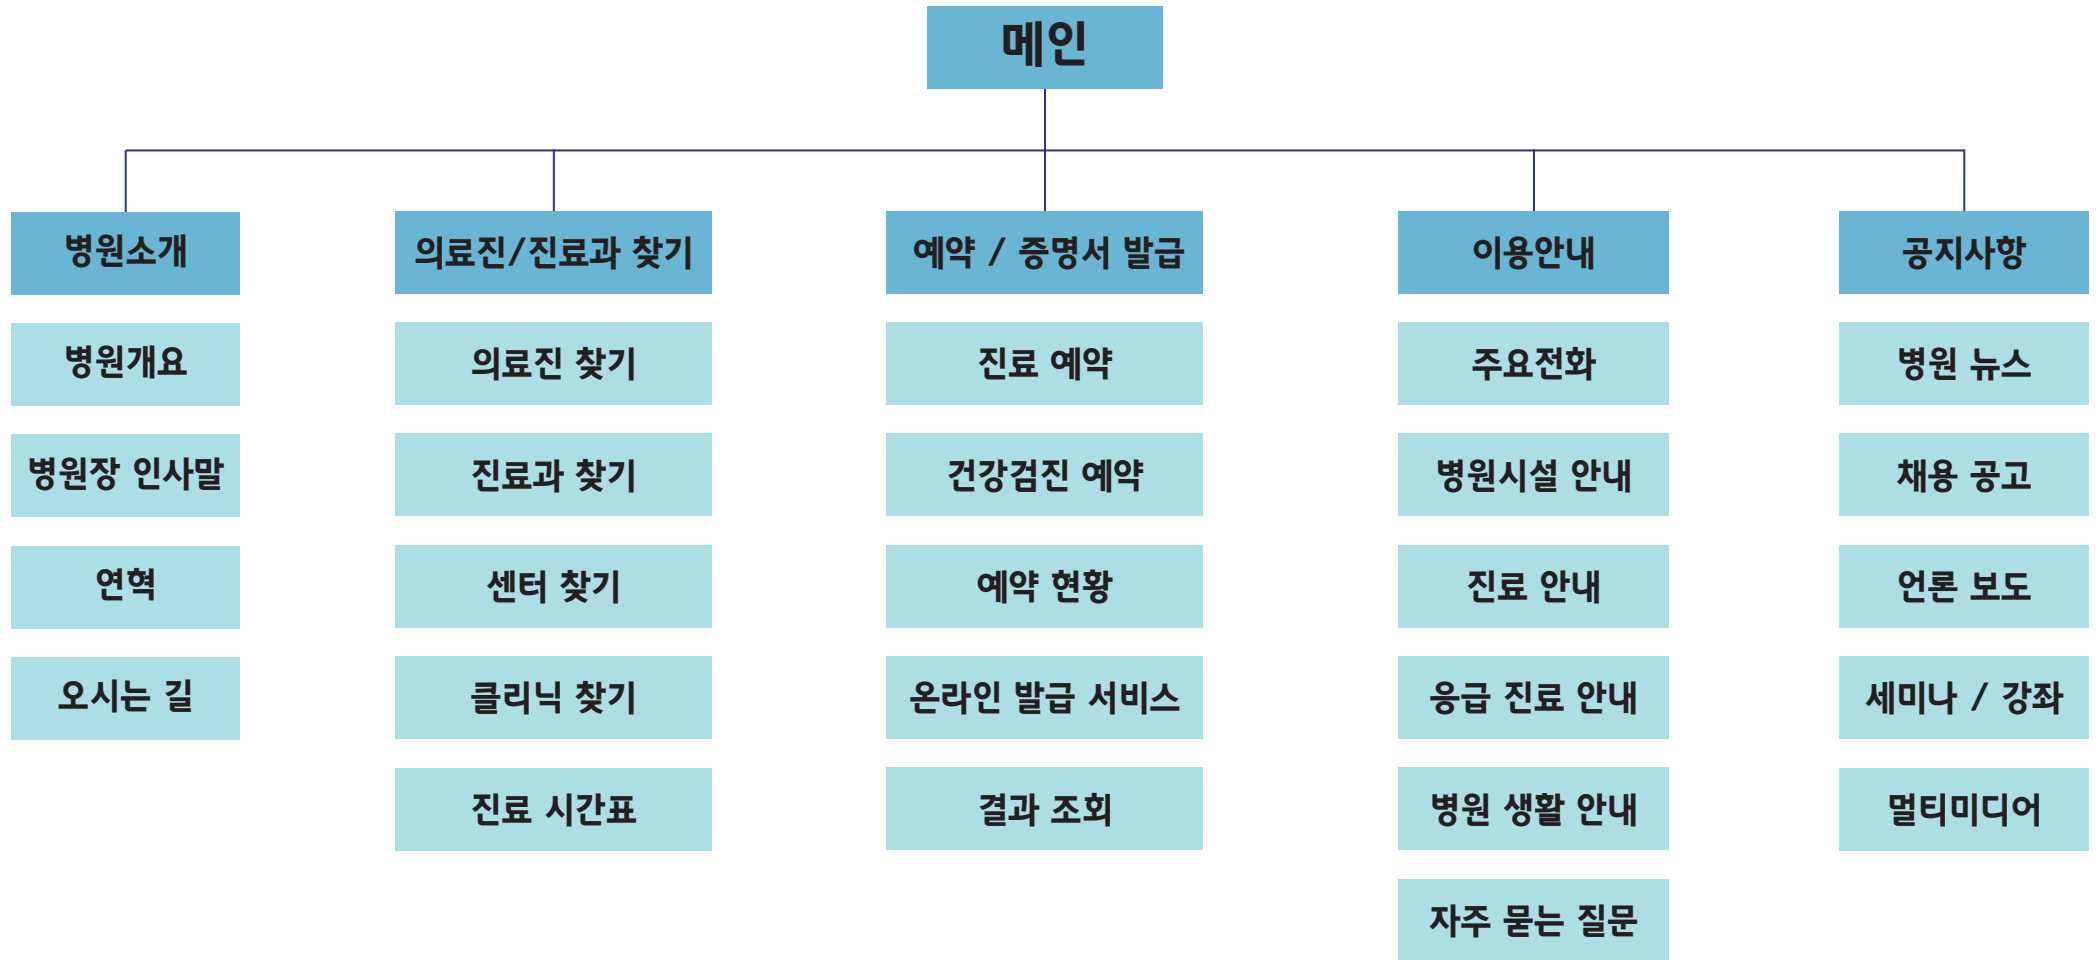 메인
병원소개
병원개요
병원장 인사말
연혁
오시는 길
의료진/진료과 찾기
의료진 찾기
진료과 찾기
센터 찾기
클리닉 찾기
진료 시간표
예약 / 증명서 발급
진료 예약
건강검진 예약
예약 현황
온라인 발급 서비스
결과 조회
이용안내
주요전화
병원시설 안내
진료 안내
응급 진료 안내
병원 생활 안내
자주 묻는 질문
공지사항
병원 뉴스
채용 공고
언론 보도
세미나 / 강좌
멀티미디어